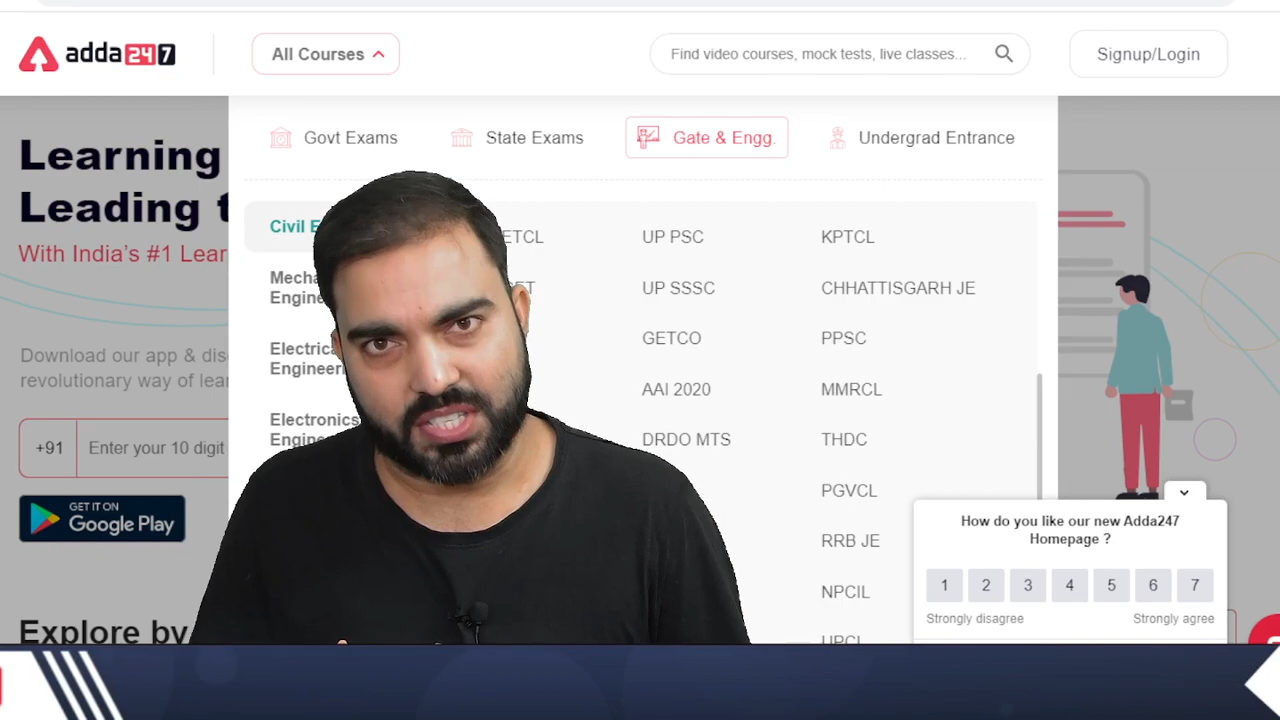 adda247
All Courses
Find video courses, mock tests, live classes...
Signup/Login
Govt Exams
State Exams
Gate & Engg.
Undergrad Entrance
Learning
Leading t
With India's #1 Lear
Download our app & dis
revolutionary way of lea
+91
Enter your 10 digit
GET IT ON
Google Play
Explore by
Civil E
Mecha
Engine
Electrica
Engineeri
Electronics
Engine
ETCL
ET
UP PSC
UP SSSC
GETCO
AAI 2020
DRDO MTS
KPTCL
CHHATTISGARH JE
PPSC
MMRCL
THDC
PGVCL
RRB JE
NPCIL
UPCL
How do you like our new Adda247
Homepage ?
1 2 3 4 5 6 7
Strongly disagree
Strongly agree